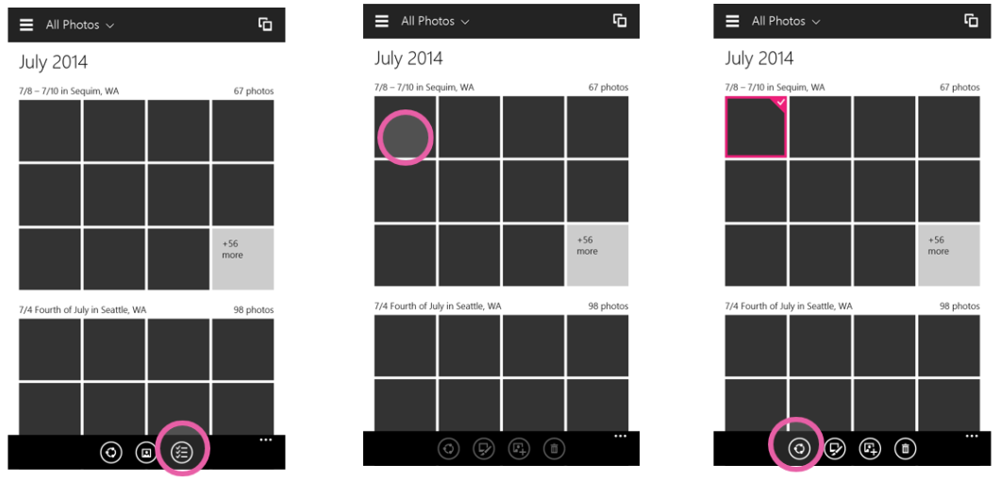 All Photos
July 2014
7/8 – 7/10 in Sequim, WA 67 photos
+56
more
7/4 Fourth of July in Seattle, WA 98 photos
All Photos
July 2014
7/8 – 7/10 in Sequim, WA 67 photos
+56
more
7/4 Fourth of July in Seattle, WA 98 photos
All Photos
July 2014
7/8 – 7/10 in Sequim, WA 67 photos
+56
more
7/4 Fourth of July in Seattle, WA 98 photos